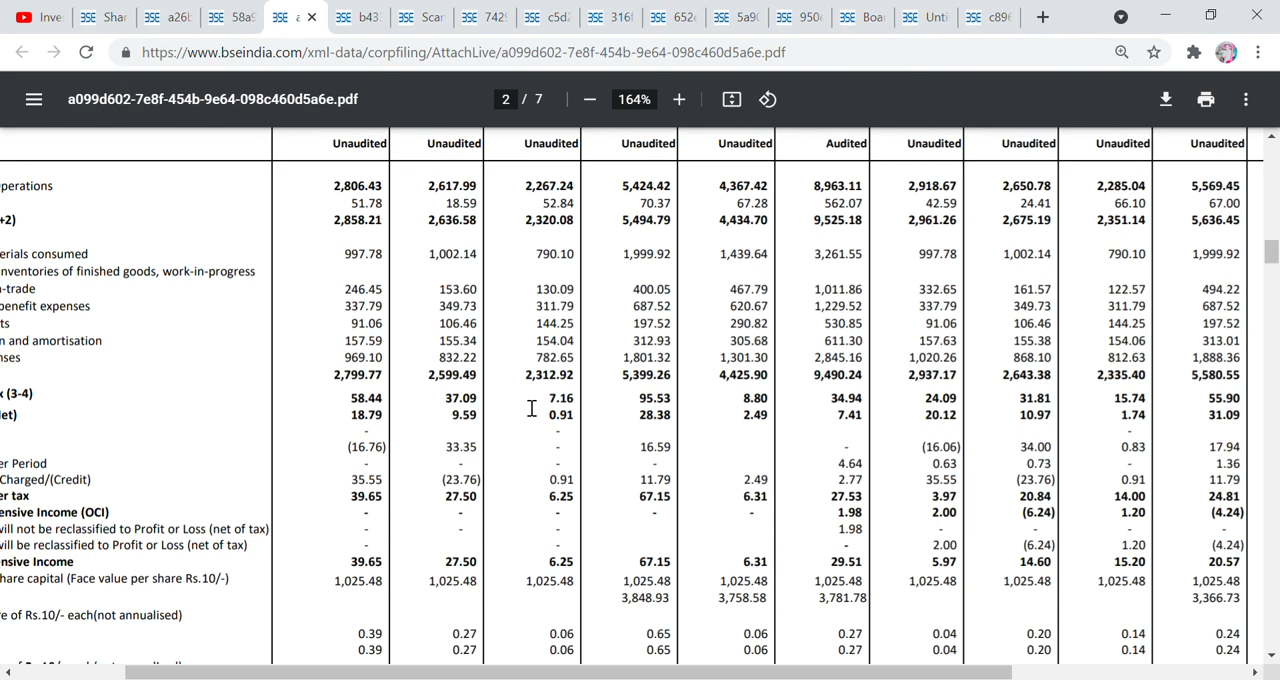 Inve
Shar
a26b
58a9
a
b433
Scar
7429
c5d2
316f
652e
5a90
950e
Boar
Unti
c896
https://www.bseindia.com/xml-data/corpfiling/AttachLive/a099d602-7e8f-454b-9e64-098c460d5a6e.pdf
a099d602-7e8f-454b-9e64-098c460d5a6e.pdf 2 / 7 — 164% +
Unaudited Unaudited Unaudited Unaudited Unaudited Audited Unaudited Unaudited Unaudited Unaudited
perations 2,806.43 2,617.99 2,267.24 5,424.42 4,367.42 8,963.11 2,918.67 2,650.78 2,285.04 5,569.45
51.78 18.59 52.84 70.37 67.28 562.07 42.59 24.41 66.10 67.00
+2) 2,858.21 2,636.58 2,320.08 5,494.79 4,434.70 9,525.18 2,961.26 2,675.19 2,351.14 5,636.45
erials consumed 997.78 1,002.14 790.10 1,999.92 1,439.64 3,261.55 997.78 1,002.14 790.10 1,999.92
nventories of finished goods, work-in-progress
-trade 246.45 153.60 130.09 400.05 467.79 1,011.86 332.65 161.57 122.57 494.22
benefit expenses 337.79 349.73 311.79 687.52 620.67 1,229.52 337.79 349.73 311.79 687.52
ts 91.06 106.46 144.25 197.52 290.82 530.85 91.06 106.46 144.25 197.52
n and amortisation 157.59 155.34 154.04 312.93 305.68 611.30 157.63 155.38 154.06 313.01
nses 969.10 832.22 782.65 1,801.32 1,301.30 2,845.16 1,020.26 868.10 812.63 1,888.36
2,799.77 2,599.49 2,312.92 5,399.26 4,425.90 9,490.24 2,937.17 2,643.38 2,335.40 5,580.55
x (3-4) 58.44 37.09 7.16 95.53 8.80 34.94 24.09 31.81 15.74 55.90
et) 18.79 9.59 0.91 28.38 2.49 7.41 20.12 10.97 1.74 31.09
- - -
(16.76) 33.35 - 16.59 - (16.06) 34.00 0.83 17.94
er Period - - - - 4.64 0.63 0.73 - 1.36
Charged/(Credit) 35.55 (23.76) 0.91 11.79 2.49 2.77 35.55 (23.76) 0.91 11.79
er tax 39.65 27.50 6.25 67.15 6.31 27.53 3.97 20.84 14.00 24.81
ensive Income (OCI) - - - - - 1.98 2.00 (6.24) 1.20 (4.24)
will not be reclassified to Profit or Loss (net of tax) - - - 1.98 - - - -
will be reclassified to Profit or Loss (net of tax) - - - - 2.00 (6.24) 1.20 (4.24)
ensive Income 39.65 27.50 6.25 67.15 6.31 29.51 5.97 14.60 15.20 20.57
hare capital (Face value per share Rs.10/-) 1,025.48 1,025.48 1,025.48 1,025.48 1,025.48 1,025.48 1,025.48 1,025.48 1,025.48 1,025.48
3,848.93 3,758.58 3,781.78 3,366.73
e of Rs.10/- each(not annualised)
0.39 0.27 0.06 0.65 0.06 0.27 0.04 0.20 0.14 0.24
0.39 0.27 0.06 0.65 0.06 0.27 0.04 0.20 0.14 0.24